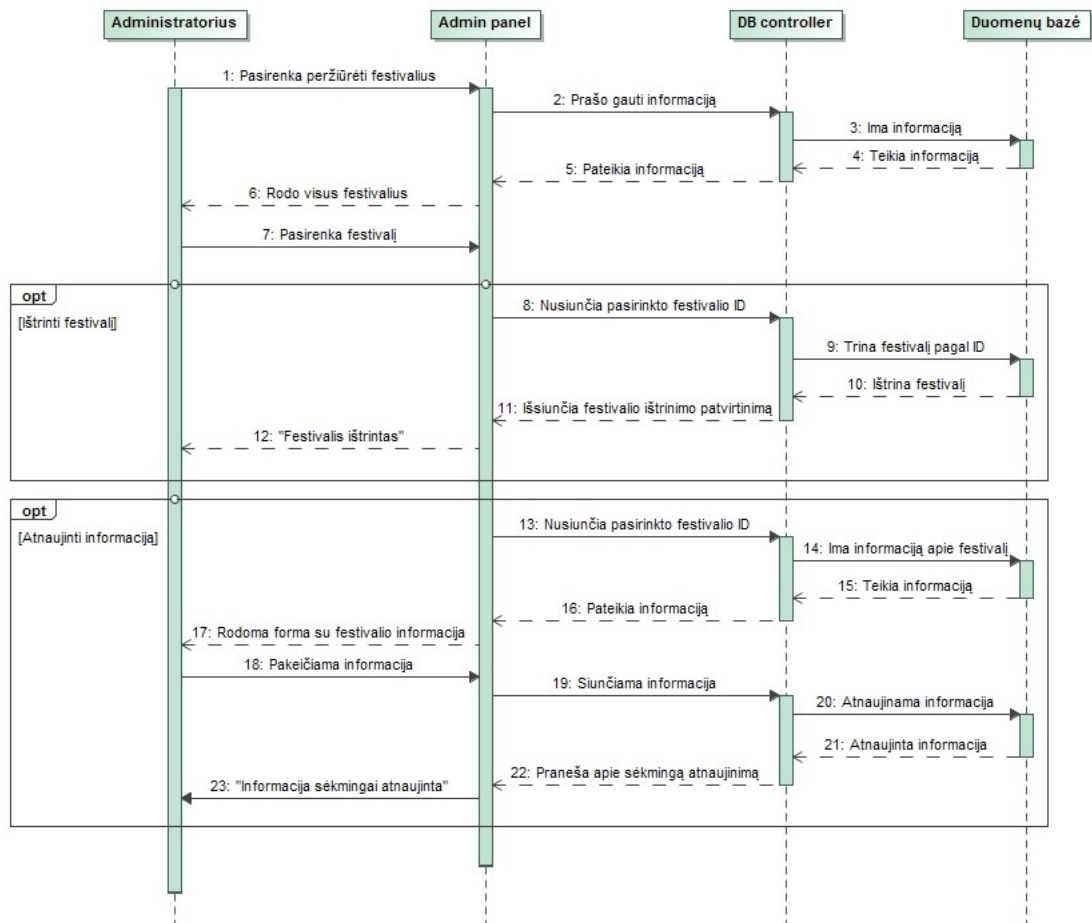 Administratorius
Admin panel
DB controller
Duomenų bazė
1: Pasirenka peržiūrėti festivalius
2: Prašo gauti informaciją
3: Ima informaciją
4: Teikia informaciją
5: Pateikia informaciją
6: Rodo visus festivalius
7: Pasirenka festivalį
opt
[Ištrinti festivalį]
8: Nusiunčia pasirinkto festivalio ID
9: Trina festivalį pagal ID
10: Ištrina festivalį
11: Išsiunčia festivalio ištrinimo patvirtinimą
12: "Festivalis ištrintas"
opt
[Atnaujinti informaciją]
13: Nusiunčia pasirinkto festivalio ID
14: Ima informaciją apie festivalį
15: Teikia informaciją
16: Pateikia informaciją
17: Rodoma forma su festivalio informacija
18: Pakeičiama informacija
19: Siunčiama informacija
20: Atnaujinama informacija
21: Atnaujinta informacija
22: Praneša apie sėkmingą atnaujinimą
23: "Informacija sėkmingai atnaujinta"